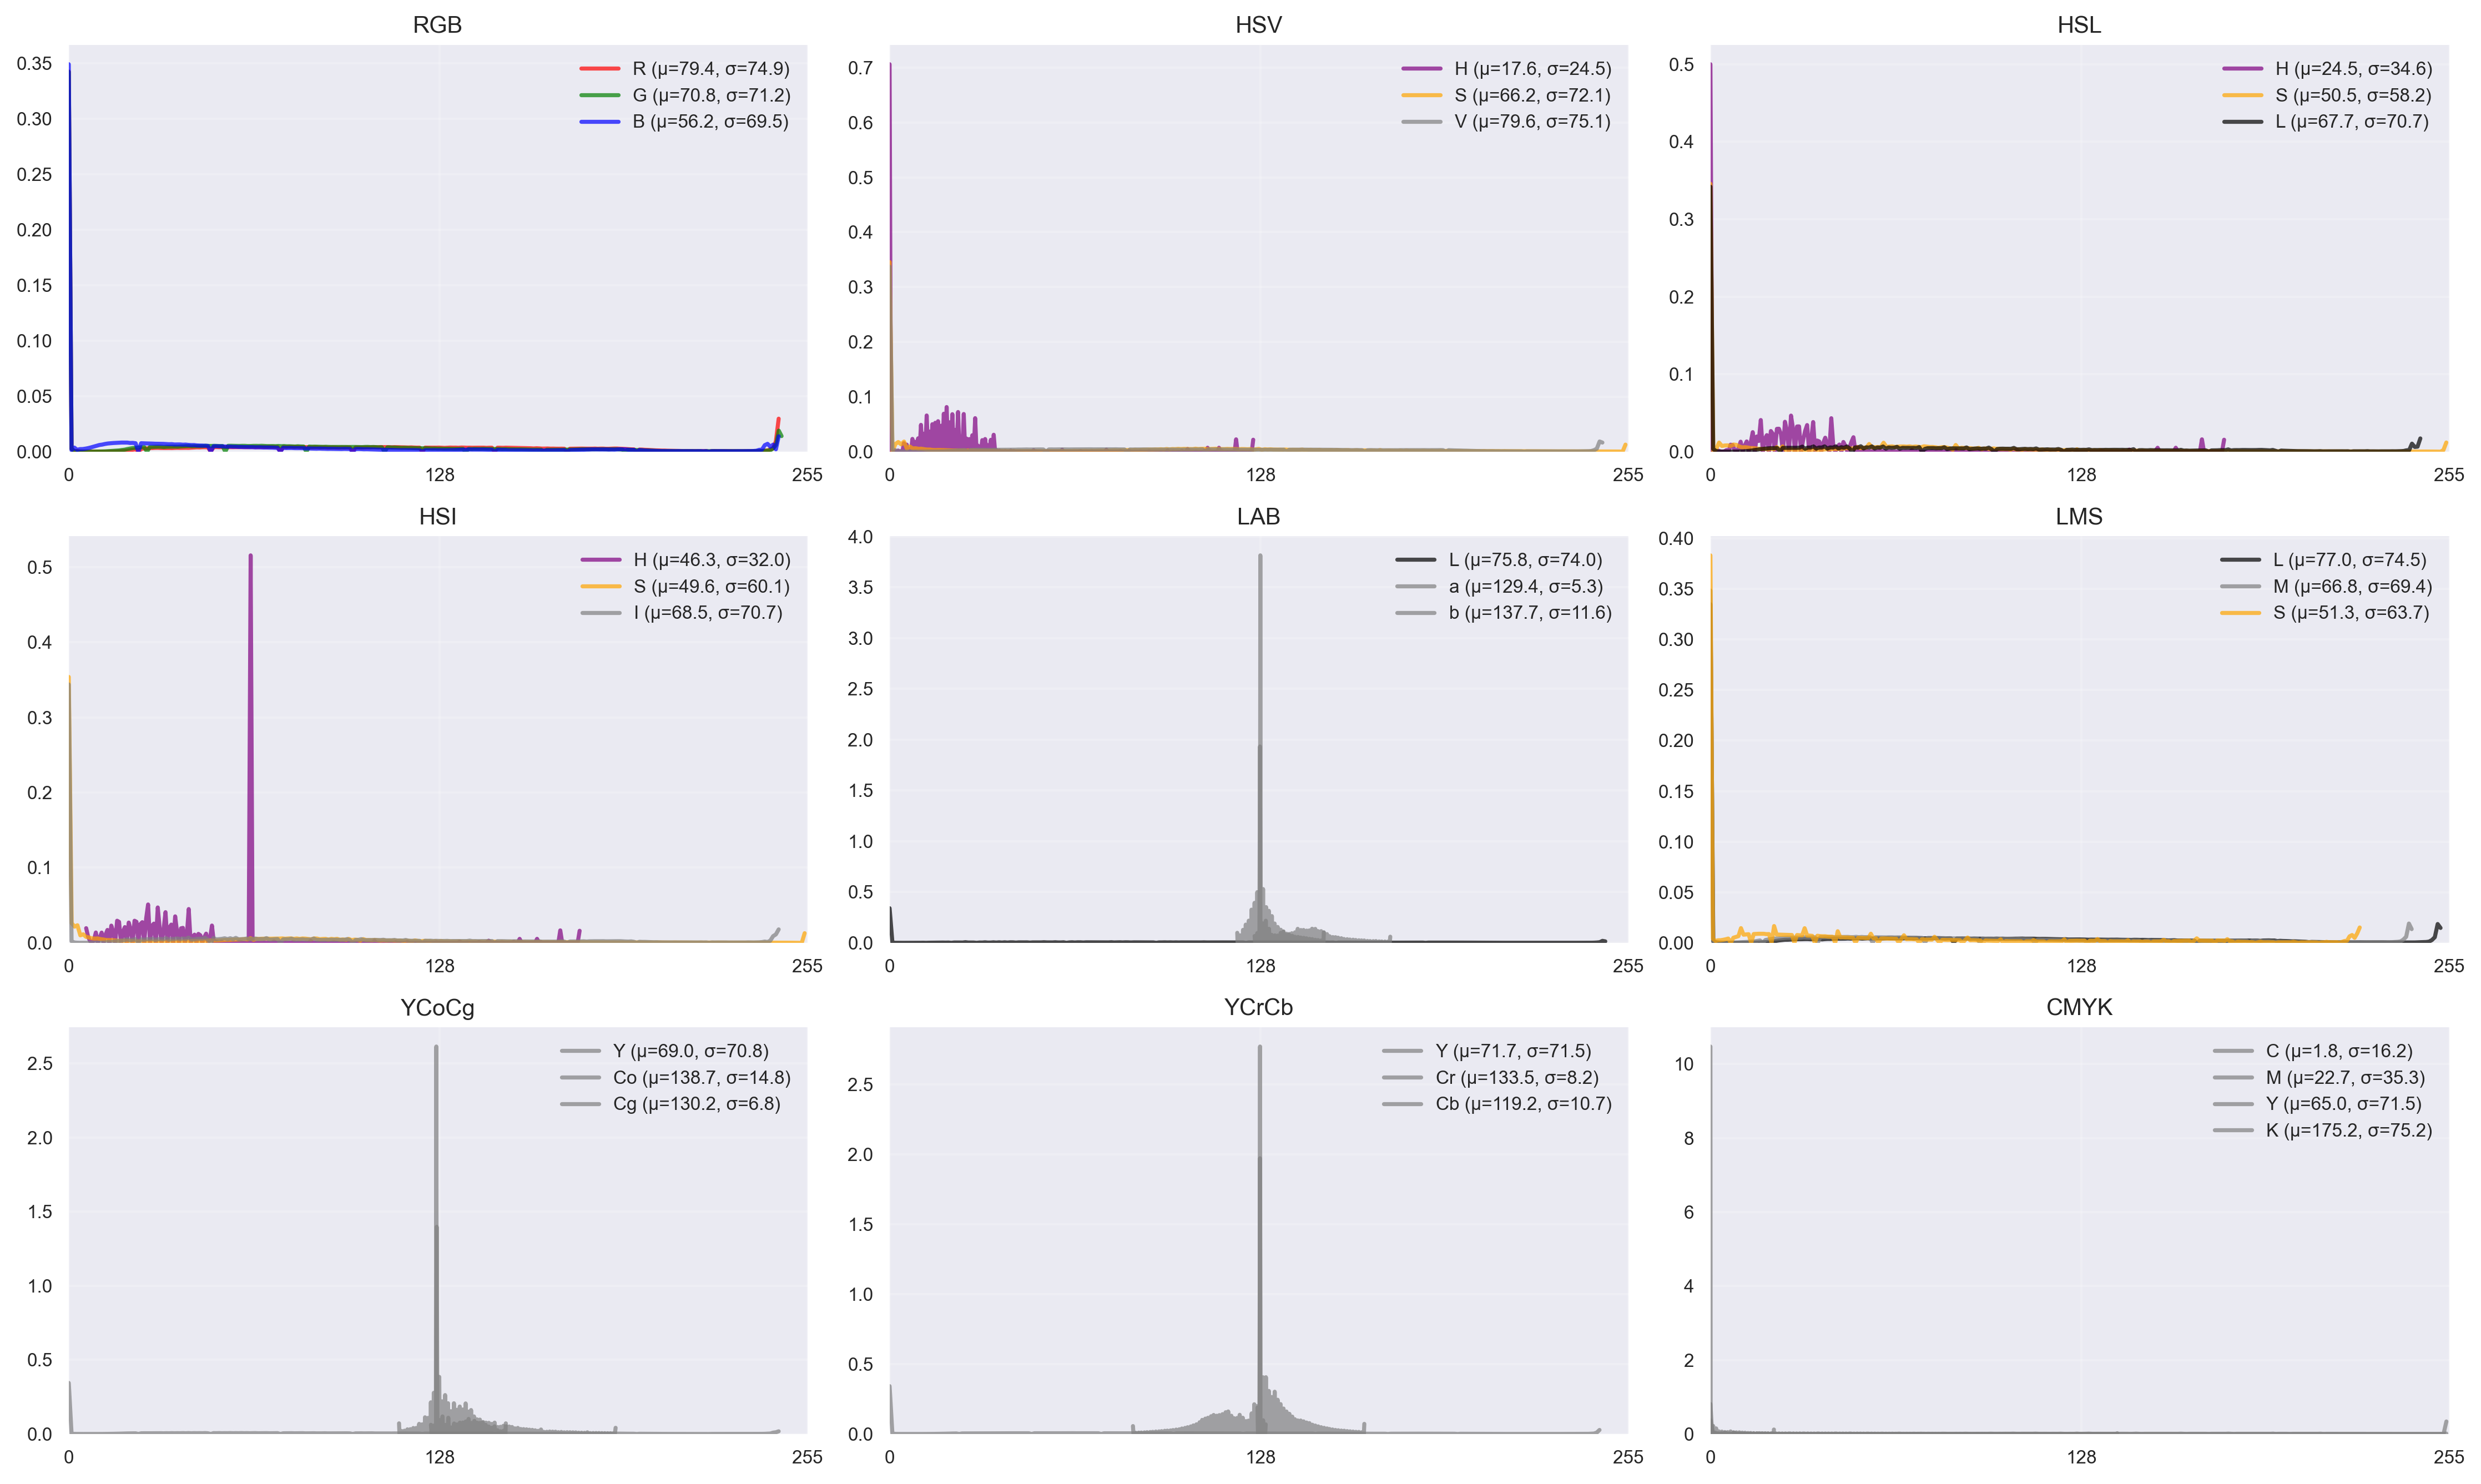 RGB
0.35
0.30
0.25
0.20
0.15
0.10
0.05
0.00
0 128 255
R (μ=79.4, σ=74.9)
G (μ=70.8, σ=71.2)
B (μ=56.2, σ=69.5)
HSV
0.7
0.6
0.5
0.4
0.3
0.2
0.1
0.0
0 128 255
H (μ=17.6, σ=24.5)
S (μ=66.2, σ=72.1)
V (μ=79.6, σ=75.1)
HSL
0.5
0.4
0.3
0.2
0.1
0.0
0 128 255
H (μ=24.5, σ=34.6)
S (μ=50.5, σ=58.2)
L (μ=67.7, σ=70.7)
HSI
0.5
0.4
0.3
0.2
0.1
0.0
0 128 255
H (μ=46.3, σ=32.0)
S (μ=49.6, σ=60.1)
I (μ=68.5, σ=70.7)
LAB
4.0
3.5
3.0
2.5
2.0
1.5
1.0
0.5
0.0
0 128 255
L (μ=75.8, σ=74.0)
a (μ=129.4, σ=5.3)
b (μ=137.7, σ=11.6)
LMS
0.40
0.35
0.30
0.25
0.20
0.15
0.10
0.05
0.00
0 128 255
L (μ=77.0, σ=74.5)
M (μ=66.8, σ=69.4)
S (μ=51.3, σ=63.7)
YCoCg
2.5
2.0
1.5
1.0
0.5
0.0
0 128 255
Y (μ=69.0, σ=70.8)
Co (μ=138.7, σ=14.8)
Cg (μ=130.2, σ=6.8)
YCrCb
2.5
2.0
1.5
1.0
0.5
0.0
0 128 255
Y (μ=71.7, σ=71.5)
Cr (μ=133.5, σ=8.2)
Cb (μ=119.2, σ=10.7)
CMYK
10
8
6
4
2
0
0 128 255
C (μ=1.8, σ=16.2)
M (μ=22.7, σ=35.3)
Y (μ=65.0, σ=71.5)
K (μ=175.2, σ=75.2)